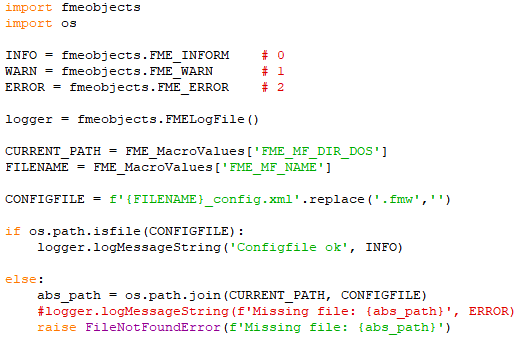 import fmeobjects
import os
INFO = fmeobjects.FME_INFORM    # 0
WARN = fmeobjects.FME_WARN      # 1
ERROR = fmeobjects.FME_ERROR    # 2
logger = fmeobjects.FMELogFile()
CURRENT_PATH = FME_MacroValues['FME_MF_DIR_DOS']
FILENAME = FME_MacroValues['FME_MF_NAME']
CONFIGFILE = f'{FILENAME}_config.xml'.replace('.fmw','')
if os.path.isfile(CONFIGFILE):
    logger.logMessageString('Configfile ok', INFO)
else:
    abs_path = os.path.join(CURRENT_PATH, CONFIGFILE)
    #logger.logMessageString(f'Missing file: {abs_path}', ERROR)
    raise FileNotFoundError(f'Missing file: {abs_path}')